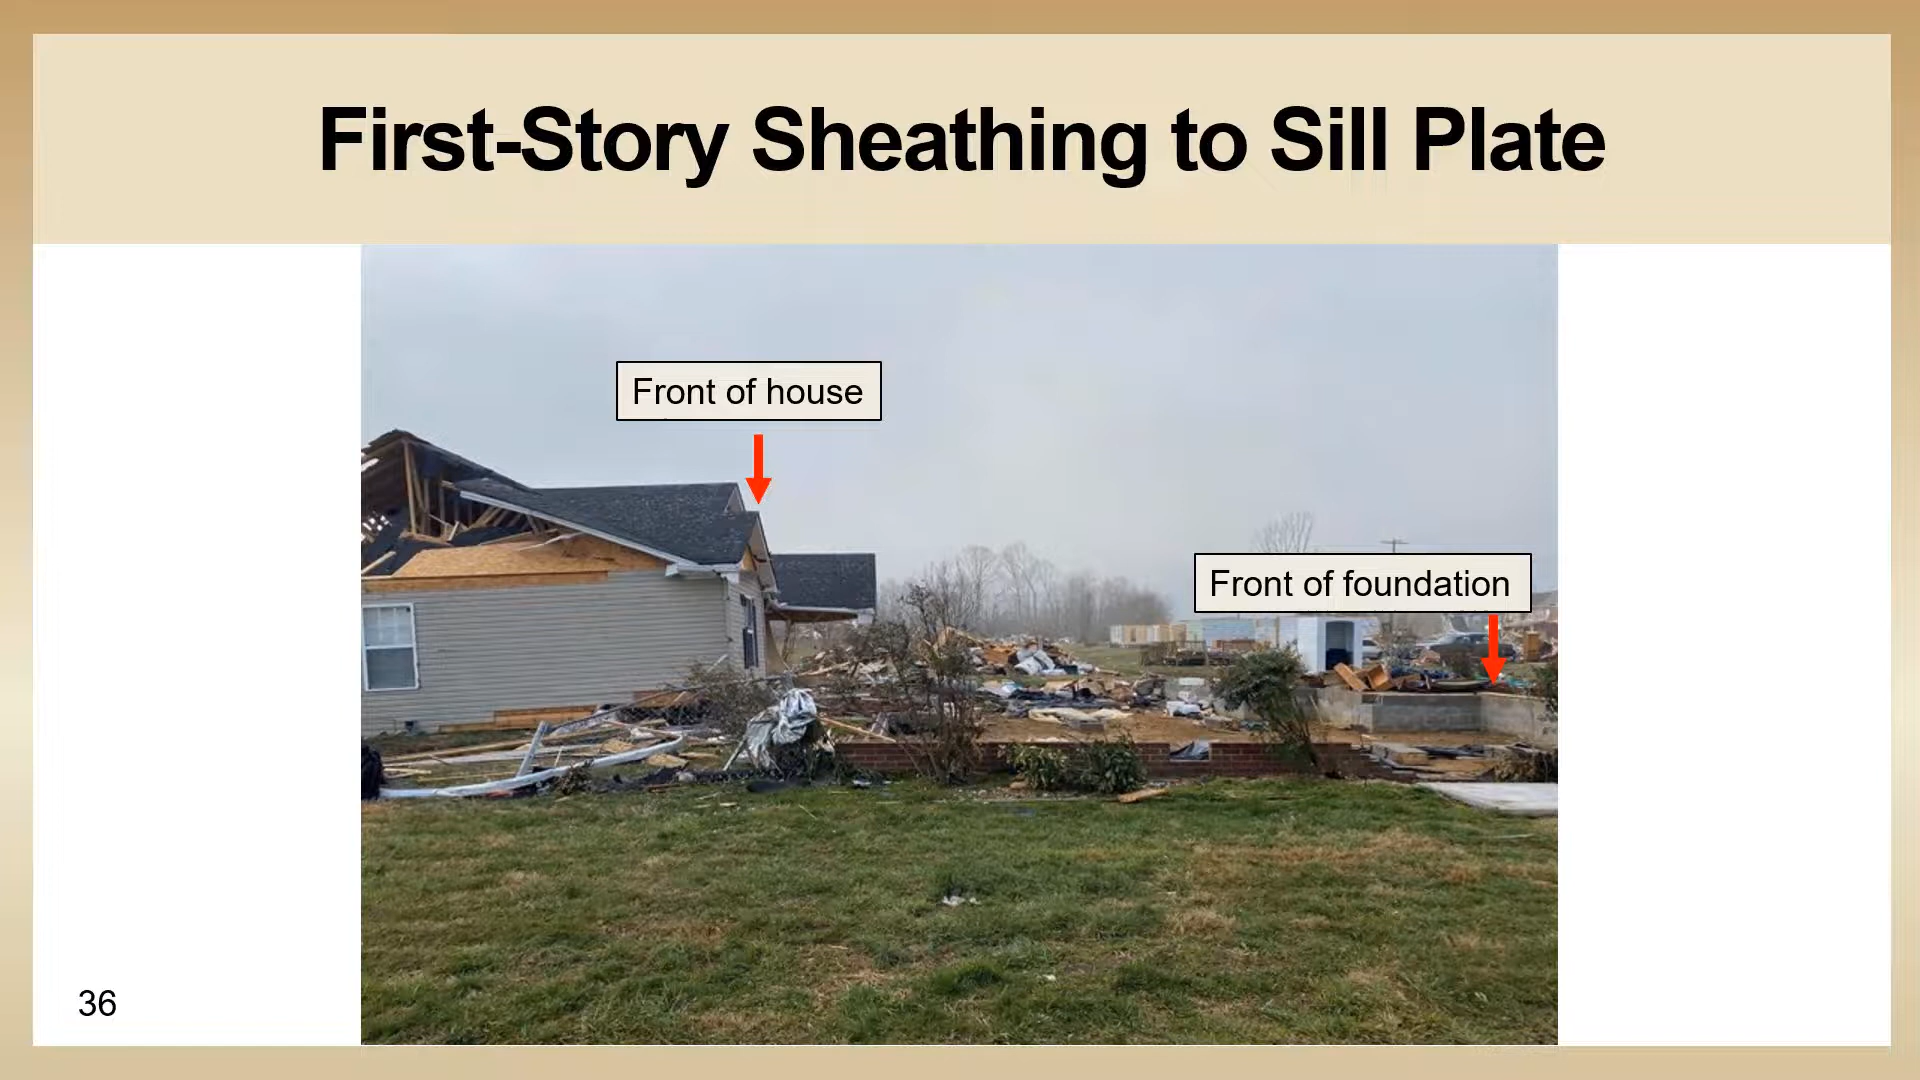 First-Story Sheathing to Sill Plate
Front of house
Front of foundation
36